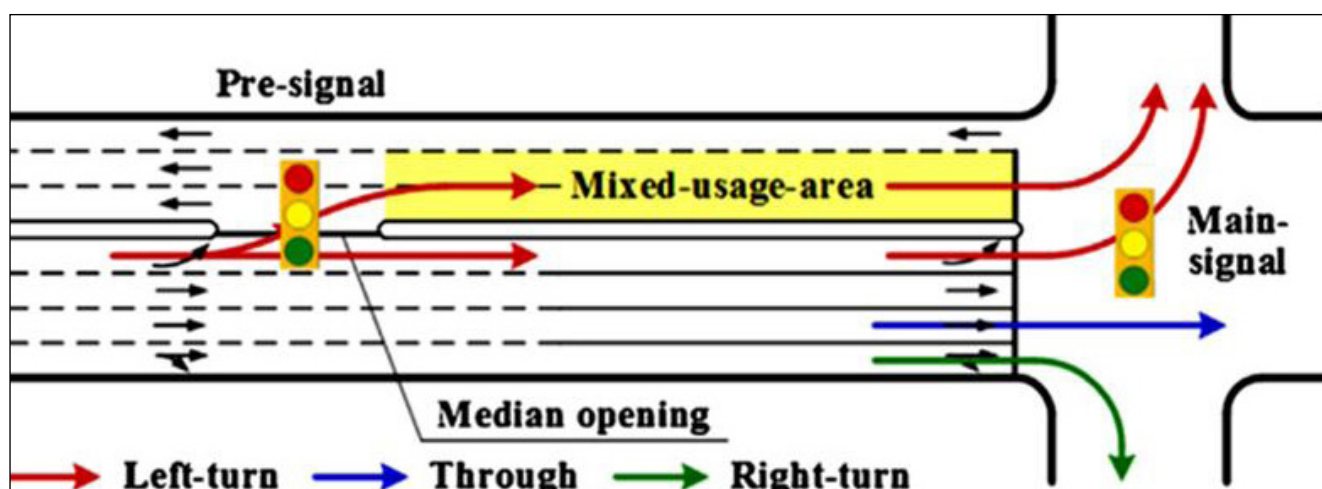 Pre-signal
Mixed-usage-area
Main-
signal
Median opening
Left-turn
Through
Right-turn